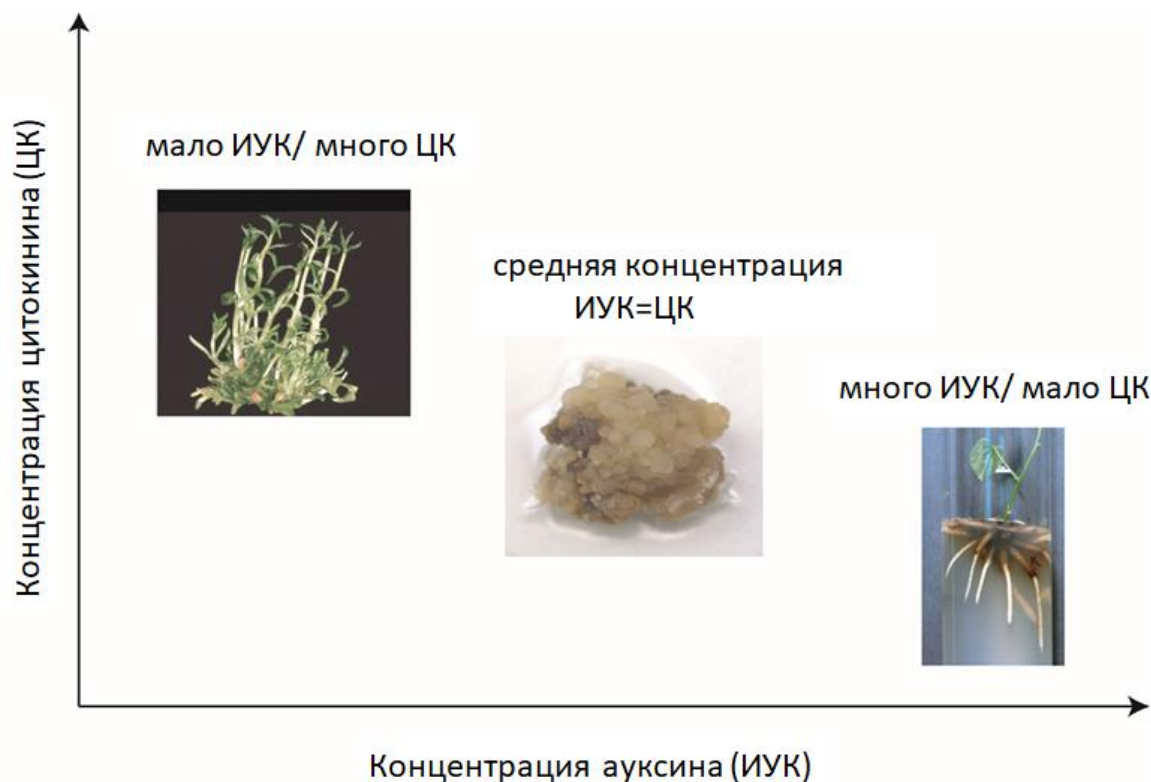 Концентрация цитокинина (ЦК)
мало ИУК/ много ЦК
средняя концентрация
ИУК=ЦК
много ИУК/ мало ЦК
Концентрация ауксина (ИУК)